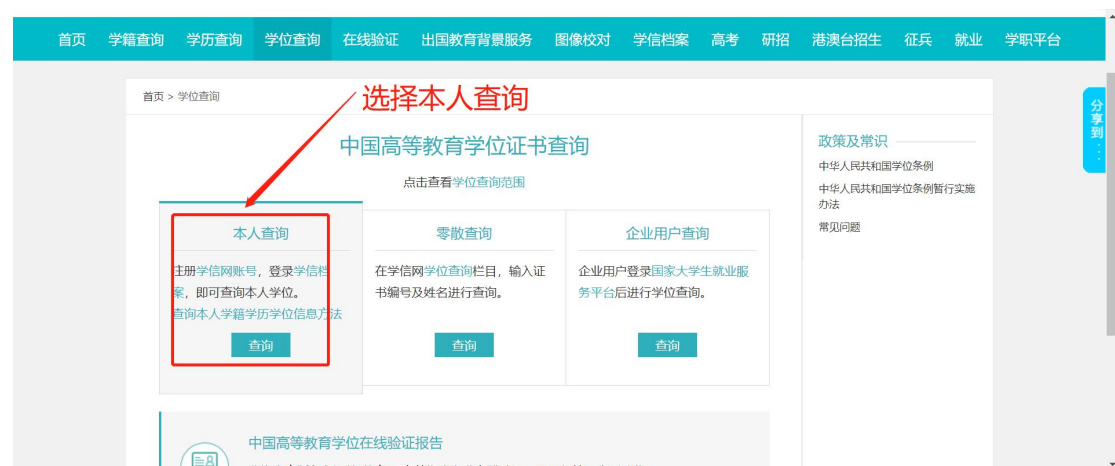 首页 学籍查询 学历查询 学位查询 在线验证 出国教育背景服务 图像校对 学信档案 高考 研招 港澳台招生 征兵 就业 学职平台
首页 > 学位查询
选择本人查询
中国高等教育学位证书查询
点击查看学位查询范围
本人查询
注册学信网账号，登录学信档
案，即可查询本人学位。
查询本人学籍学历学位信息方法
查询
零散查询
在学信网学位查询栏目，输入证
书编号及姓名进行查询。
查询
企业用户查询
企业用户登录国家大学生就业服
务平台后进行学位查询。
查询
政策及常识
中华人民共和国学位条例
中华人民共和国学位条例暂行实施
办法
常见问题
分享到：...
中国高等教育学位在线验证报告